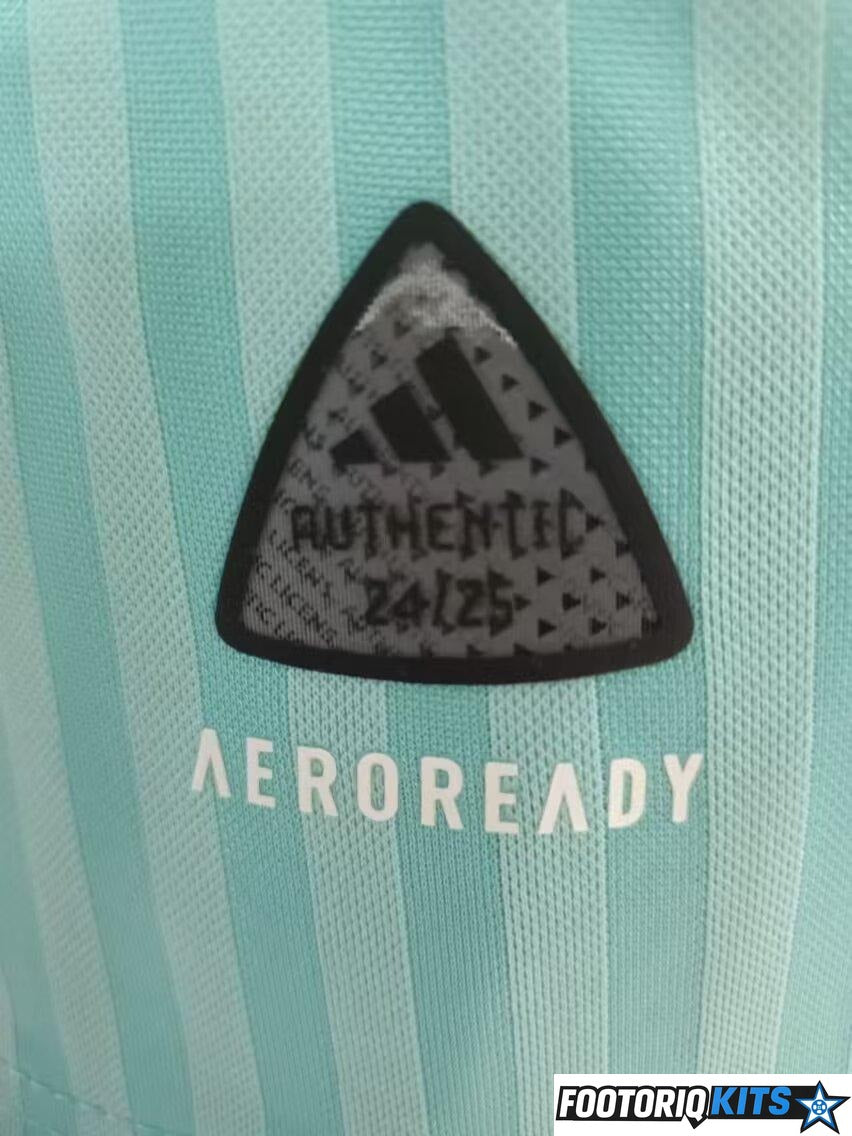 AUTHENTIC
24/25
AEROREADY
FOOTORIQKITS